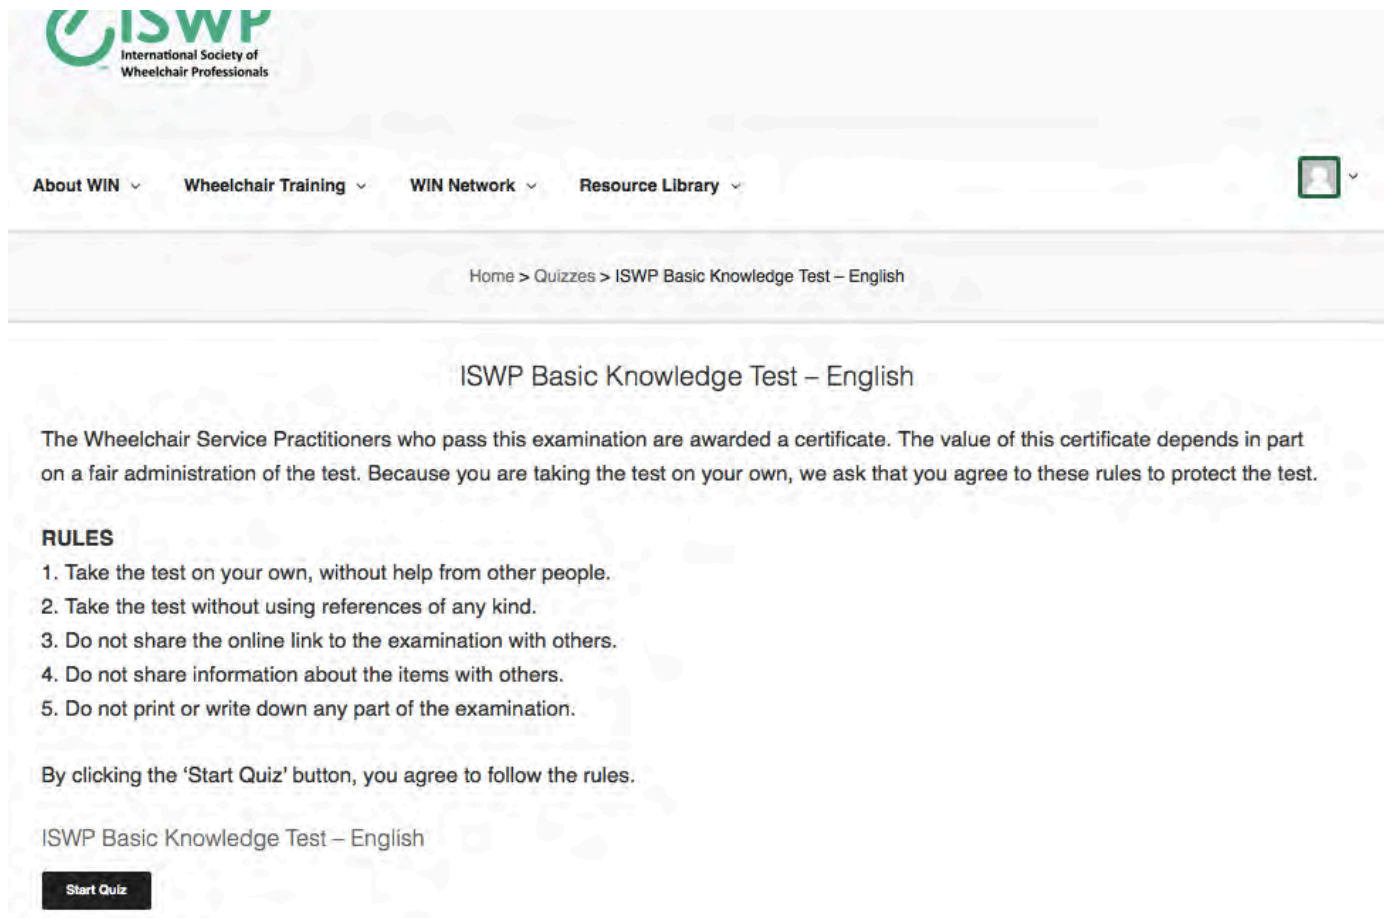 ISWP
International Society of
Wheelchair Professionals
About WIN
Wheelchair Training
WIN Network
Resource Library
Home > Quizzes > ISWP Basic Knowledge Test – English
ISWP Basic Knowledge Test – English
The Wheelchair Service Practitioners who pass this examination are awarded a certificate. The value of this certificate depends in part
on a fair administration of the test. Because you are taking the test on your own, we ask that you agree to these rules to protect the test.
RULES
1. Take the test on your own, without help from other people.
2. Take the test without using references of any kind.
3. Do not share the online link to the examination with others.
4. Do not share information about the items with others.
5. Do not print or write down any part of the examination.
By clicking the ‘Start Quiz’ button, you agree to follow the rules.
ISWP Basic Knowledge Test – English
Start Quiz